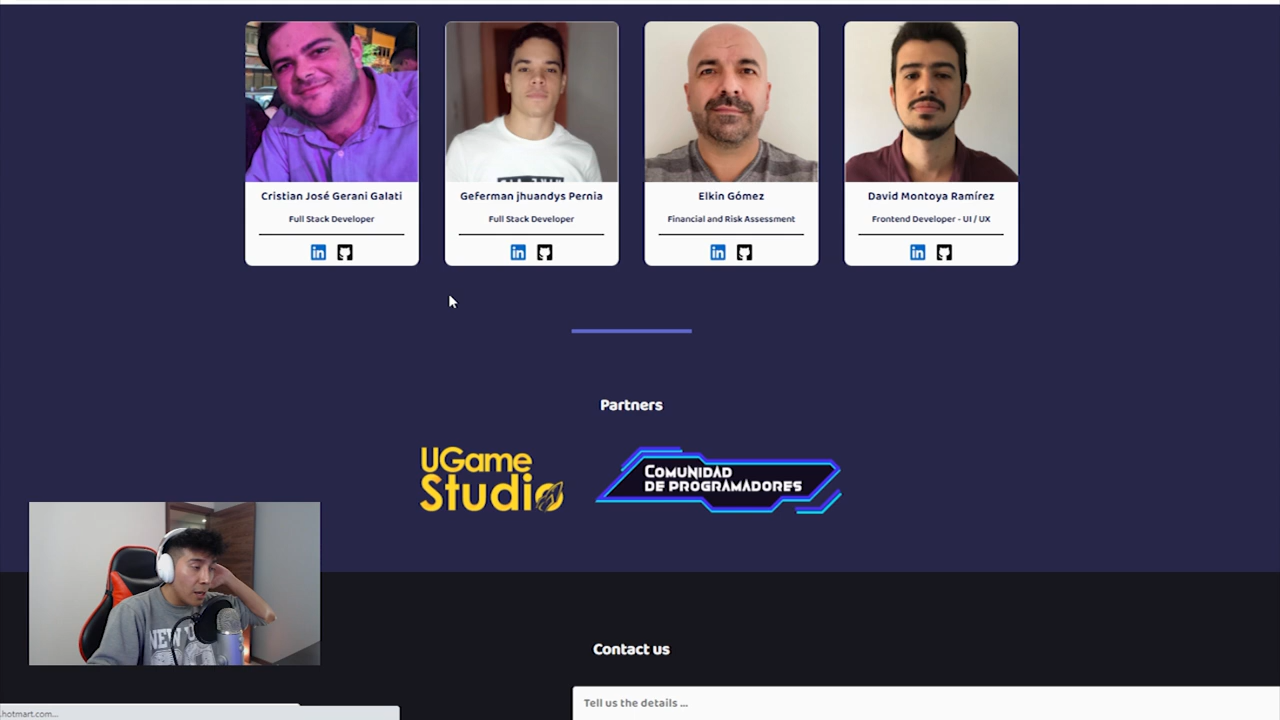 Cristian José Gerani Galati
Full Stack Developer
Geferman jhuandys Pernia
Full Stack Developer
Elkin Gómez
Financial and Risk Assessment
David Montoya Ramírez
Frontend Developer - UI / UX
Partners
UGame
Studio
COMUNIDAD
DE PROGRAMADORES
Contact us
Tell us the details ...
.hotmart.com...